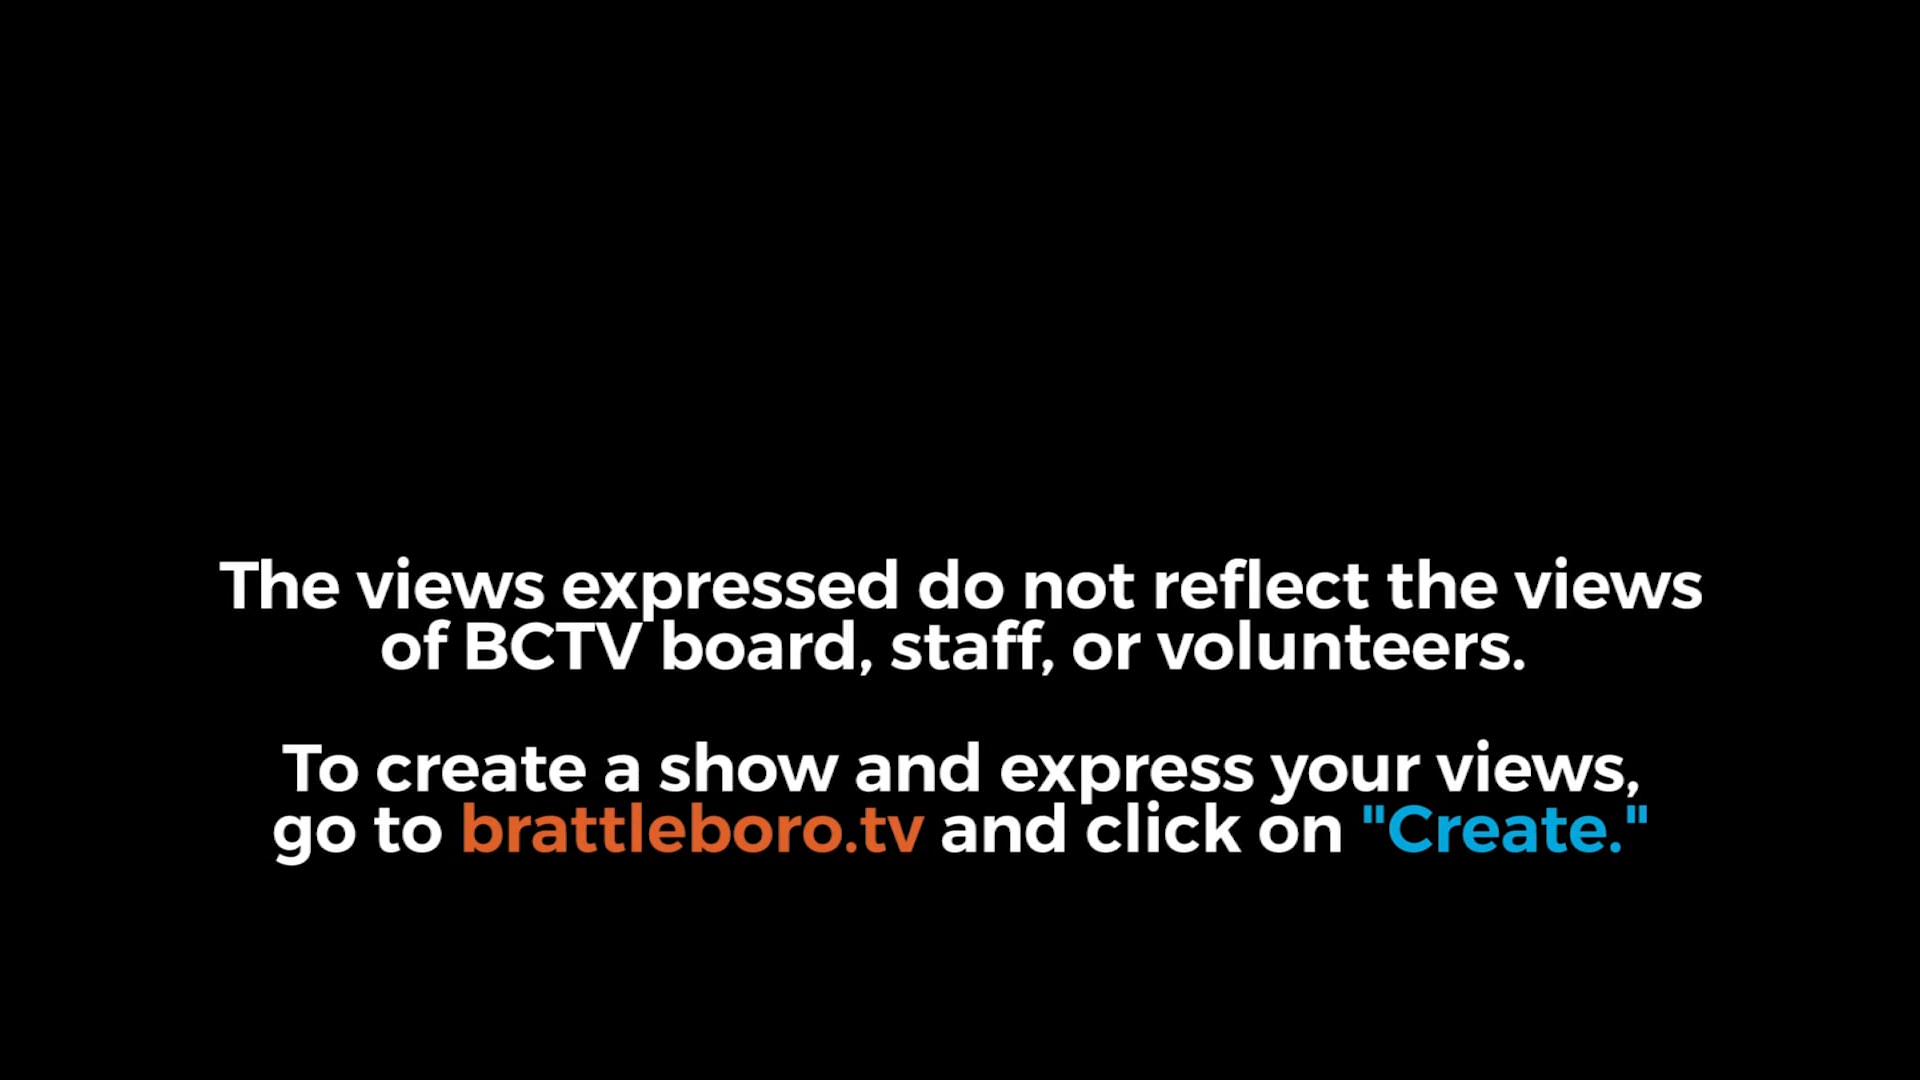 The views expressed do not reflect the views
of BCTV board, staff, or volunteers.
To create a show and express your views,
go to brattleboro.tv and click on "Create."